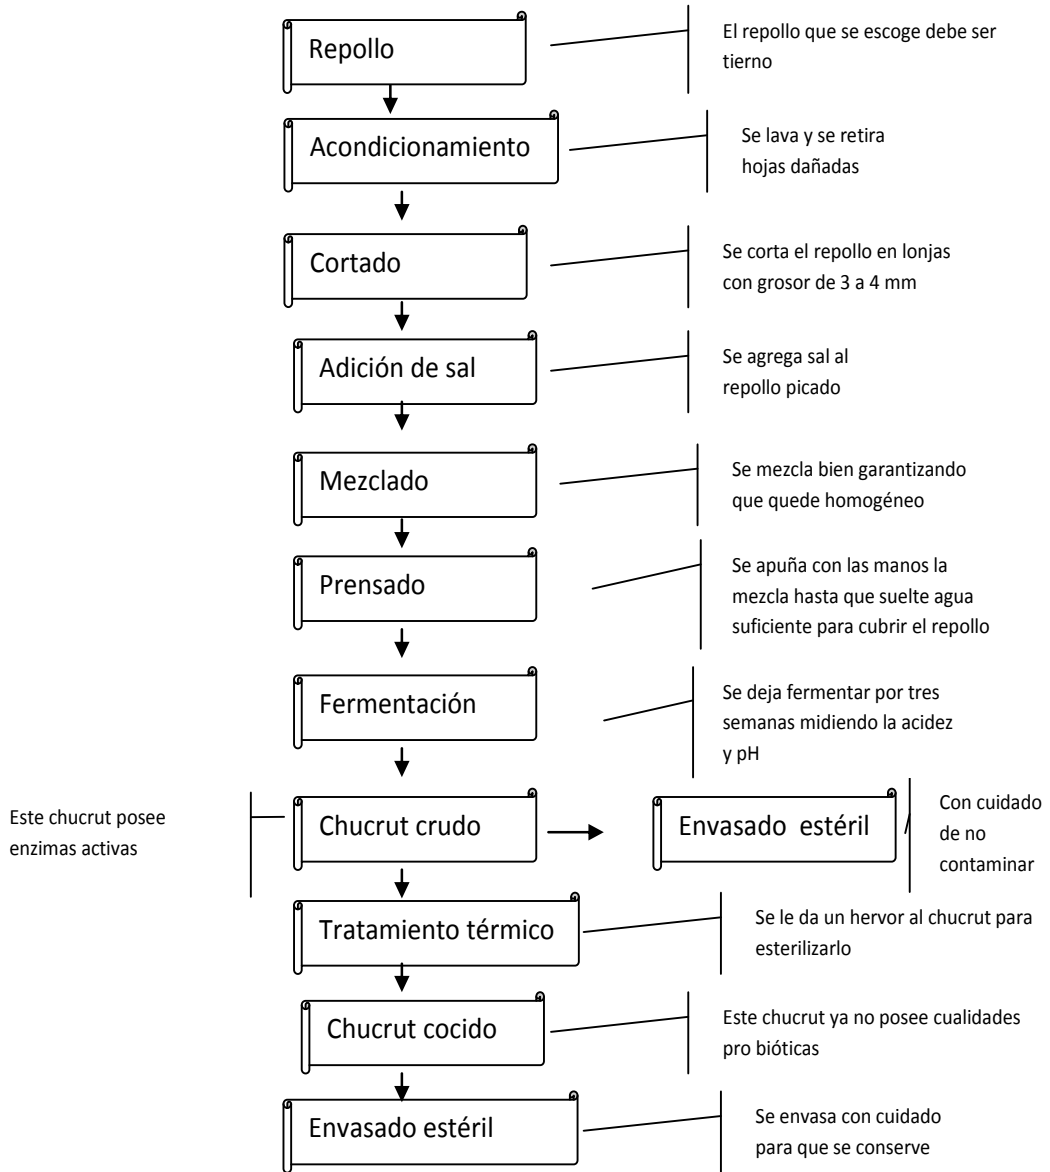 Repollo
El repollo que se escoge debe ser
tierno
Acondicionamiento
Se lava y se retira
hojas dañadas
Cortado
Se corta el repollo en lonjas
con grosor de 3 a 4 mm
Adición de sal
Se agrega sal al
repollo picado
Mezclado
Se mezcla bien garantizando
que quede homogéneo
Prensado
Se apuña con las manos la
mezcla hasta que suelte agua
suficiente para cubrir el repollo
Fermentación
Se deja fermentar por tres
semanas midiendo la acidez
y pH
Este chucrut posee
enzimas activas
Chucrut crudo
Envasado estéril
Con cuidado
de no
contaminar
Tratamiento térmico
Se le da un hervor al chucrut para
esterilizarlo
Chucrut cocido
Este chucrut ya no posee cualidades
pro bióticas
Envasado estéril
Se envasa con cuidado
para que se conserve